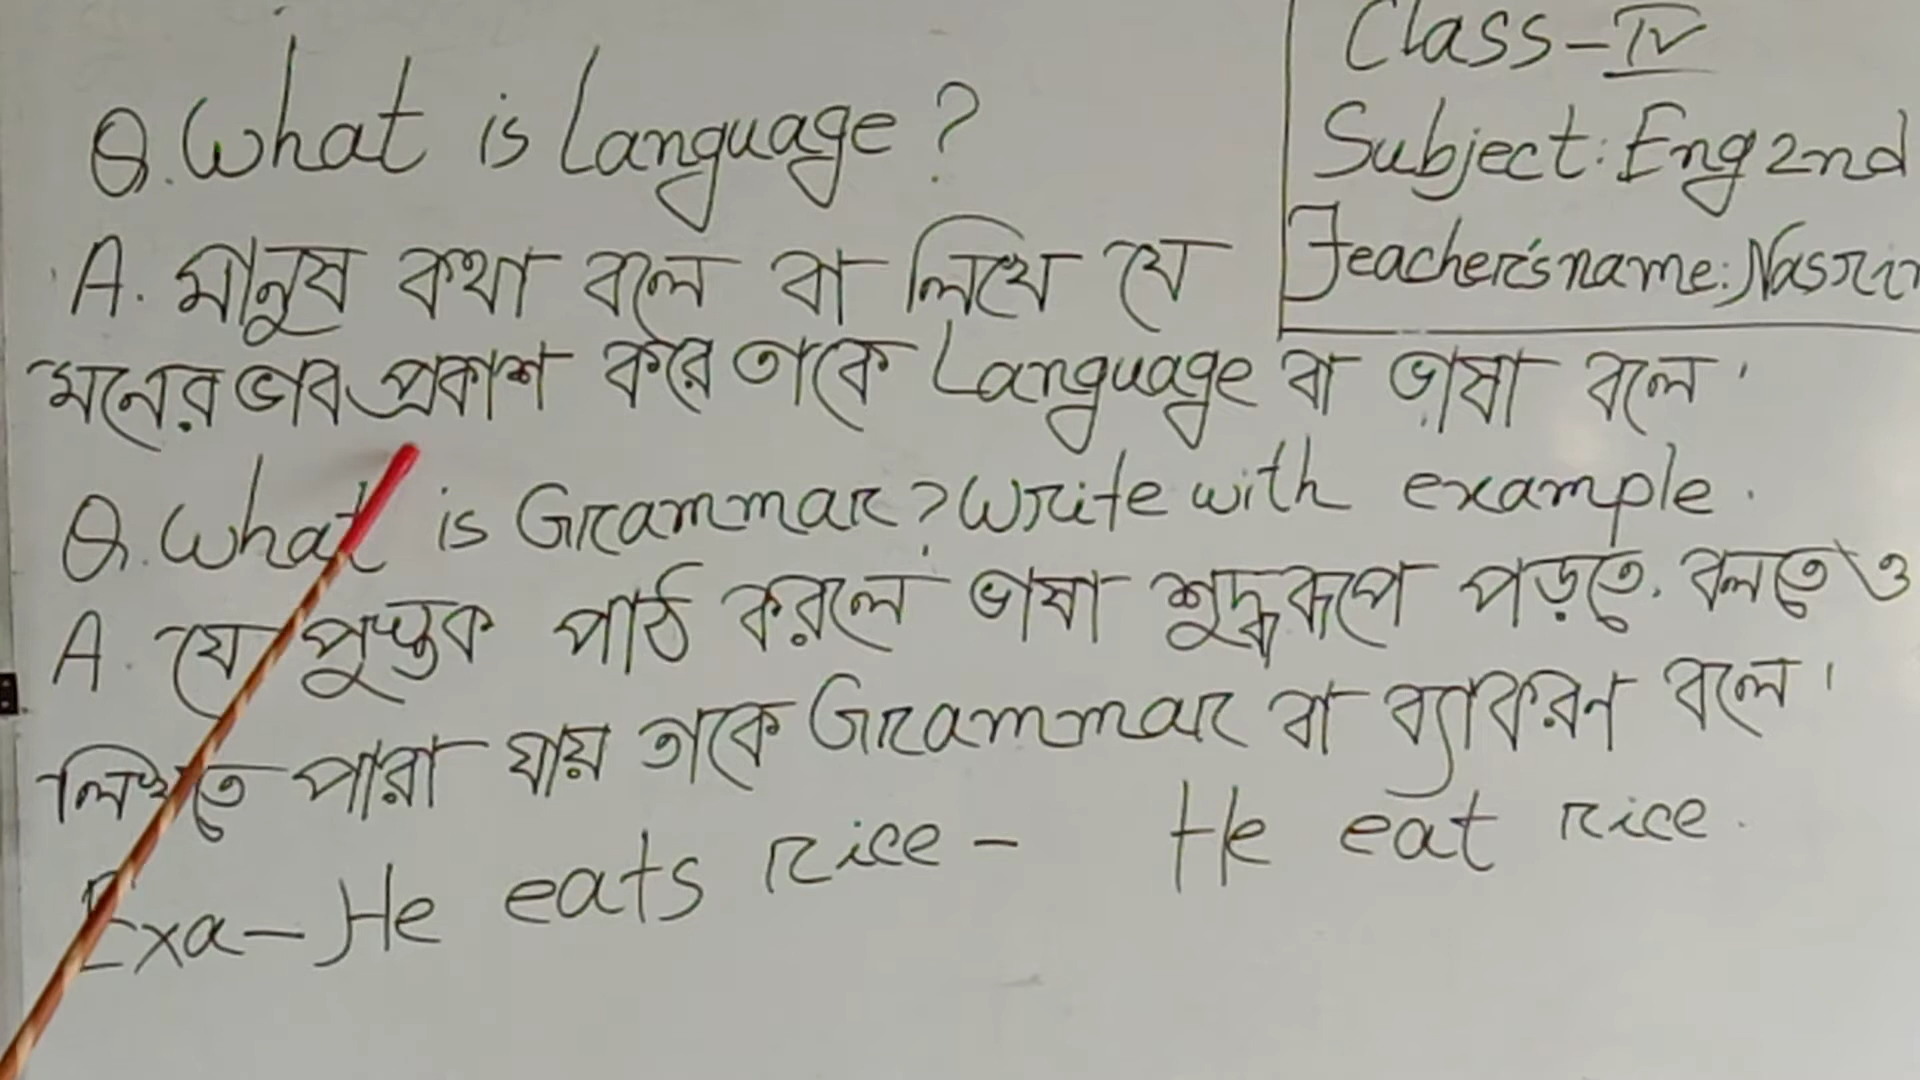 Class-IV
Subject: Eng 2nd
Teacher's name: Nasrin
Q. What is Language?
A. মানুষ কথা বলে বা লিখে যে
মনের ভাব প্রকাশ করে তাকে Language বা ভাষা বলে।
Q. What is Grammar? Write with example.
A. যে পুস্তক পাঠ করলে ভাষা শুদ্ধরূপে পড়তে, বলতে ও
লিখতে পারা যায় তাকে Grammar বা ব্যাকরণ বলে।
Exa- He eats rice - He eat rice.